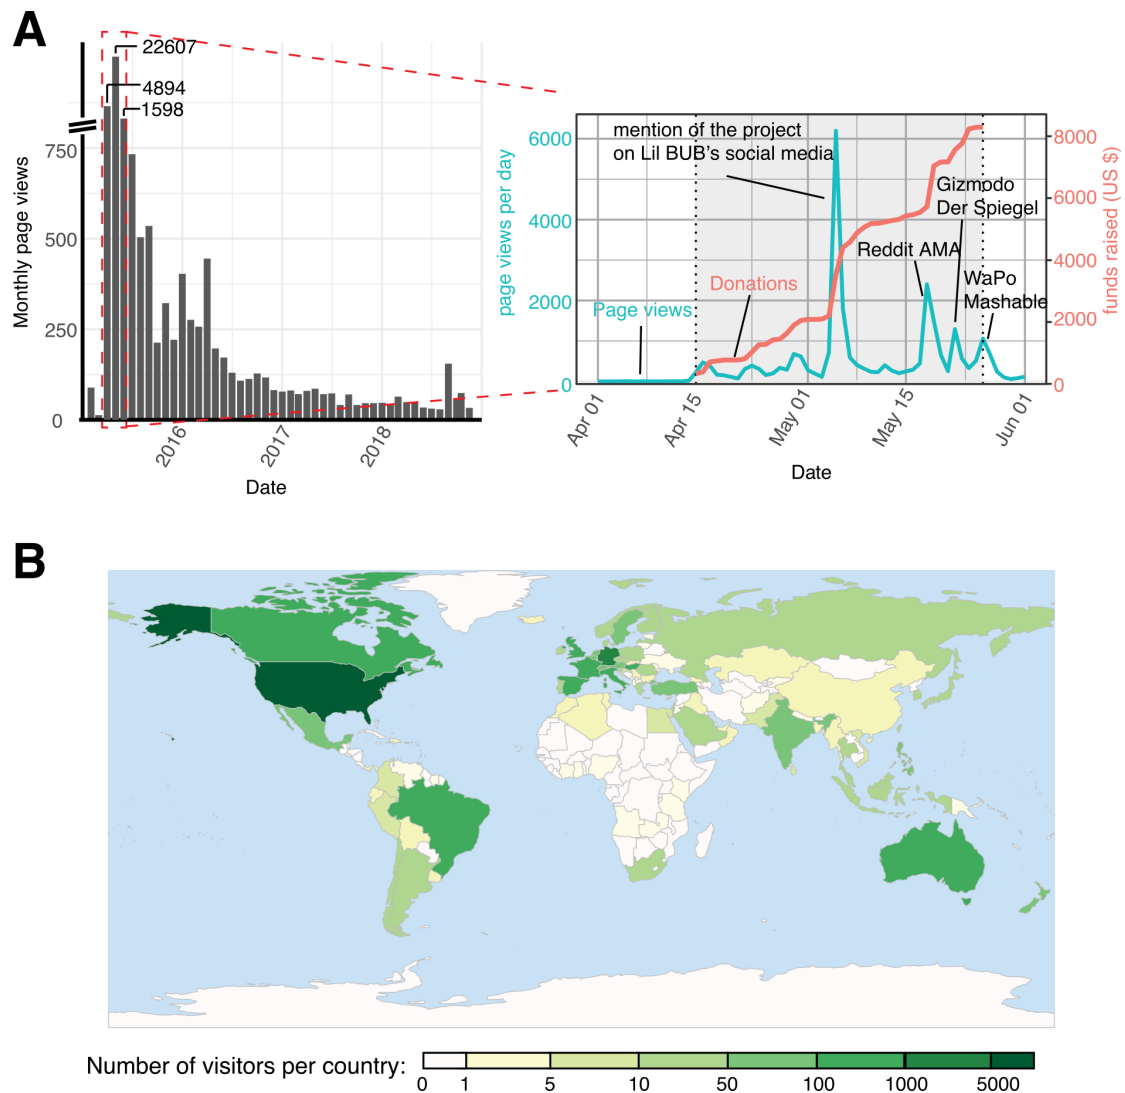 A
22607
4894
1598
750
500
250
0
Monthly page views
2016
2017
2018
Date
page views per day
6000
4000
2000
0
mention of the project
on Lil BUB's social media
Page views
Donations
Reddit AMA
Gizmodo
Der Spiegel
WaPo
Mashable
8000
6000
4000
2000
0
funds raised (US $)
Apr 01
Apr 15
May 01
May 15
Jun 01
Date
B
Number of visitors per country:
0 1 5 10 50 100 1000 5000